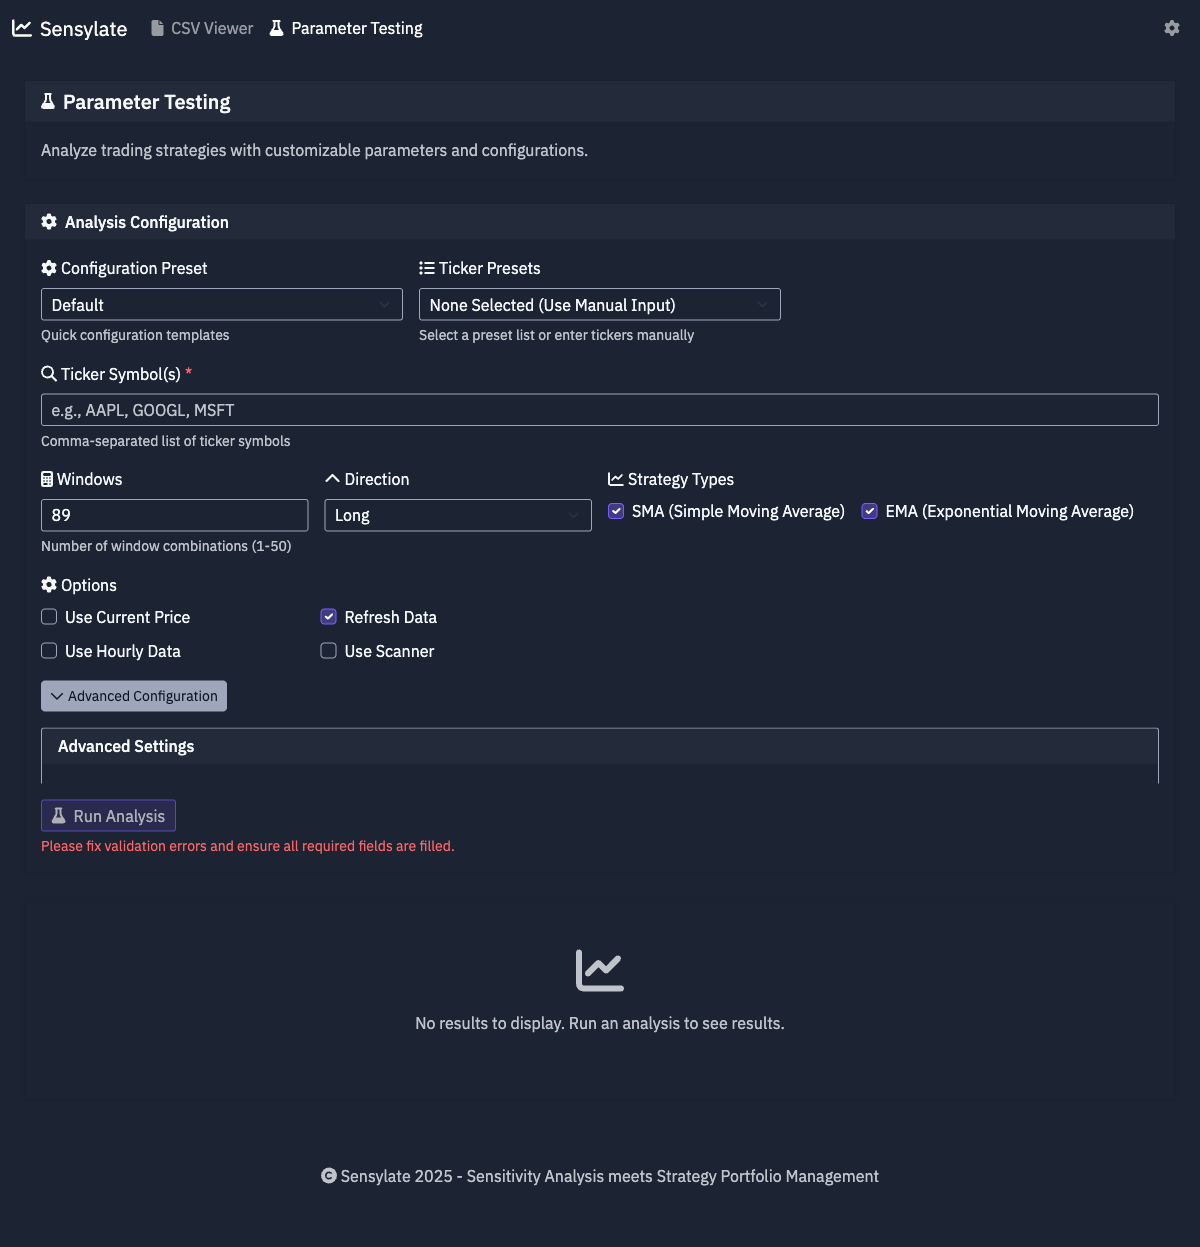 Sensylate CSV Viewer Parameter Testing
Parameter Testing
Analyze trading strategies with customizable parameters and configurations.
Analysis Configuration
Configuration Preset Ticker Presets
Default None Selected (Use Manual Input)
Quick configuration templates Select a preset list or enter tickers manually
Ticker Symbol(s) *
e.g., AAPL, GOOGL, MSFT
Comma-separated list of ticker symbols
Windows Direction Strategy Types
89 Long SMA (Simple Moving Average) EMA (Exponential Moving Average)
Number of window combinations (1-50)
Options
Use Current Price Refresh Data
Use Hourly Data Use Scanner
Advanced Configuration
Advanced Settings
Run Analysis
Please fix validation errors and ensure all required fields are filled.
No results to display. Run an analysis to see results.
© Sensylate 2025 - Sensitivity Analysis meets Strategy Portfolio Management